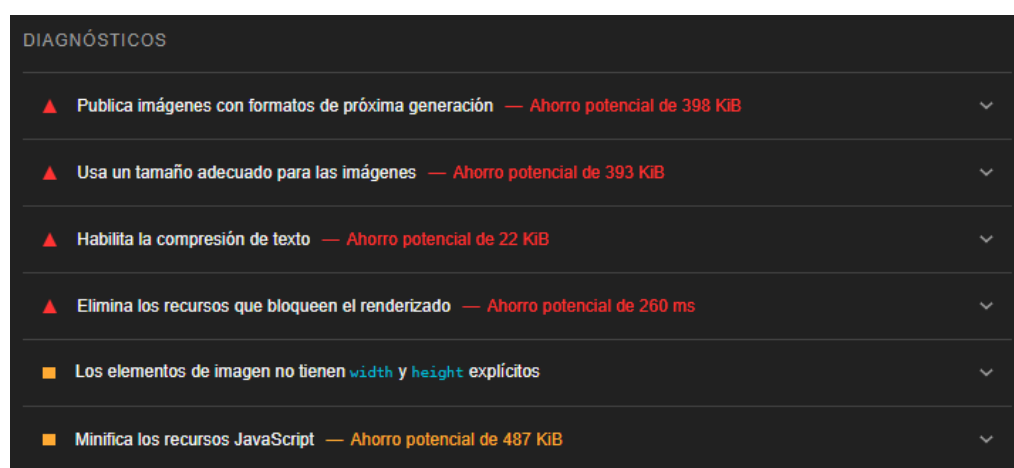 DIAGNÓSTICOS
Publica imágenes con formatos de próxima generación — Ahorro potencial de 398 KiB
Usa un tamaño adecuado para las imágenes — Ahorro potencial de 393 KiB
Habilita la compresión de texto — Ahorro potencial de 22 KiB
Elimina los recursos que bloqueen el renderizado — Ahorro potencial de 260 ms
Los elementos de imagen no tienen width y height explícitos
Minifica los recursos JavaScript — Ahorro potencial de 487 KiB